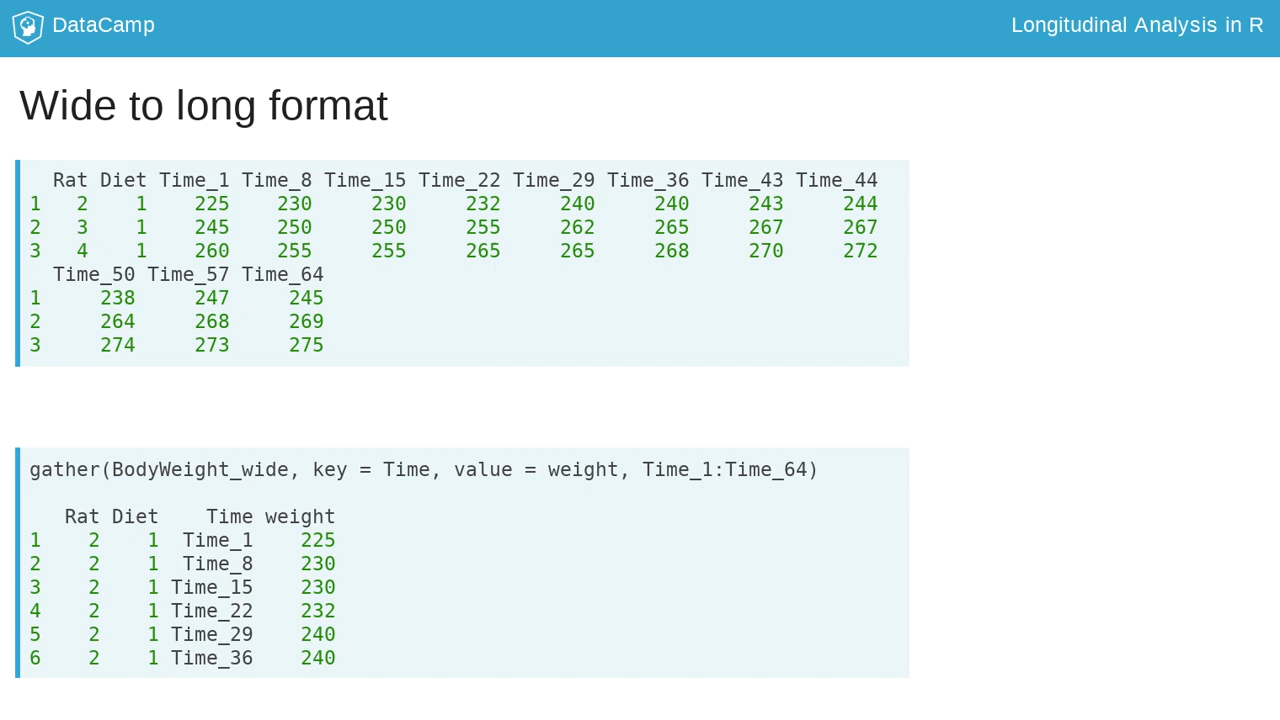 DataCamp
Longitudinal Analysis in R
Wide to long format
Rat Diet Time_1 Time_8 Time_15 Time_22 Time_29 Time_36 Time_43 Time_44
1 2 1 225 230 230 232 240 240 243 244
2 3 1 245 250 250 255 262 265 267 267
3 4 1 260 255 255 265 265 268 270 272
Time_50 Time_57 Time_64
1 238 247 245
2 264 268 269
3 274 273 275
gather(BodyWeight_wide, key = Time, value = weight, Time_1:Time_64)
Rat Diet Time weight
1 2 1 Time_1 225
2 2 1 Time_8 230
3 2 1 Time_15 230
4 2 1 Time_22 232
5 2 1 Time_29 240
6 2 1 Time_36 240